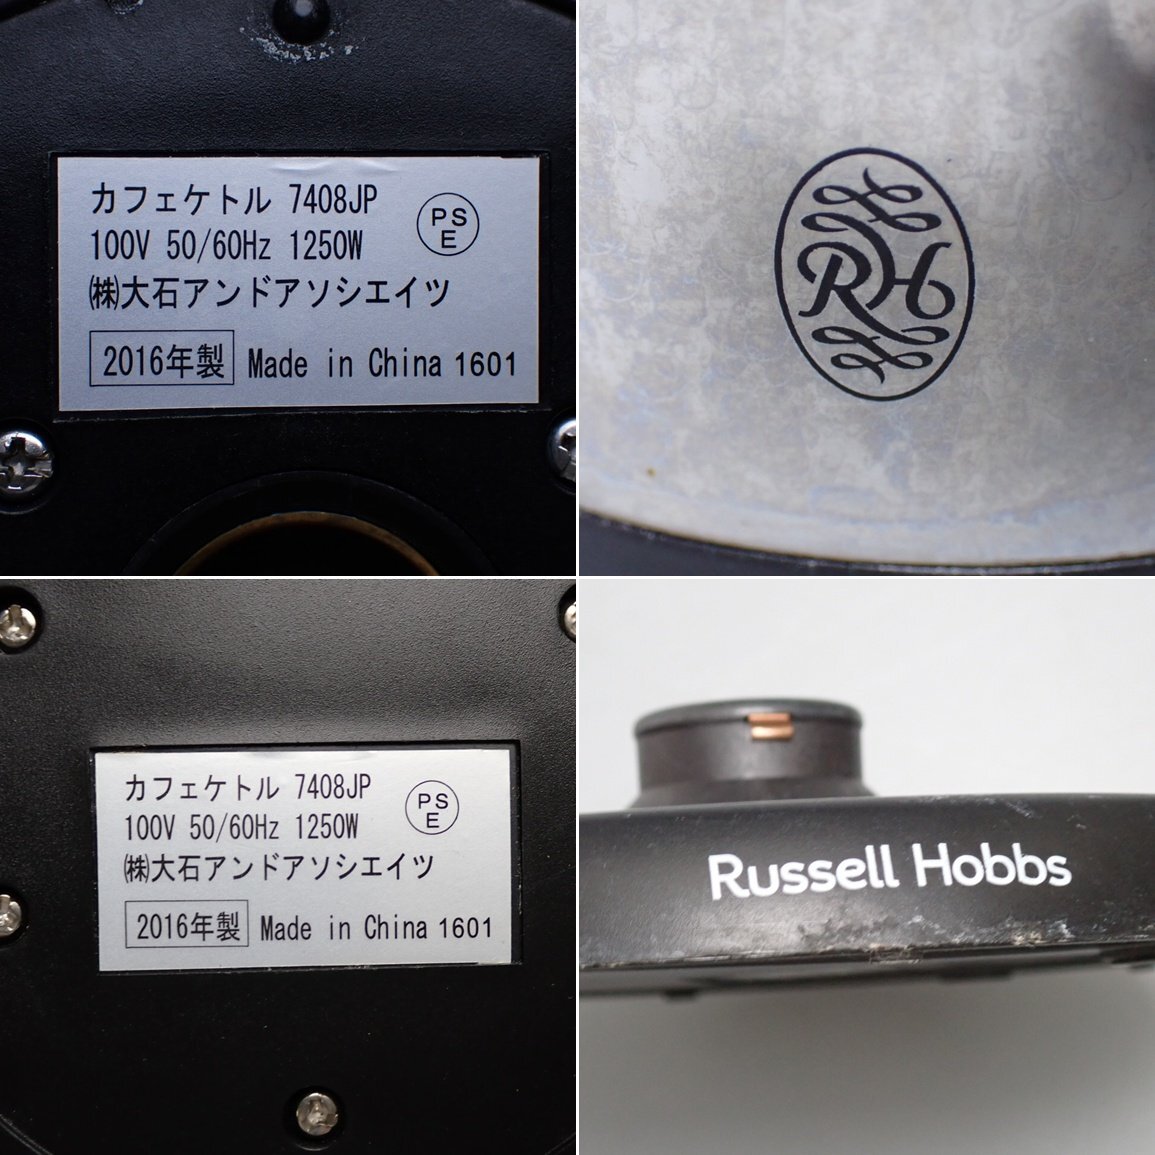 カフェケトル 7408JP
PS
E
100V 50/60Hz 1250W
㈱大石アンドアソシエイツ
2016年製 Made in China 1601
RH
カフェケトル 7408JP
PS
E
100V 50/60Hz 1250W
㈱大石アンドアソシエイツ
2016年製 Made in China 1601
Russell Hobbs